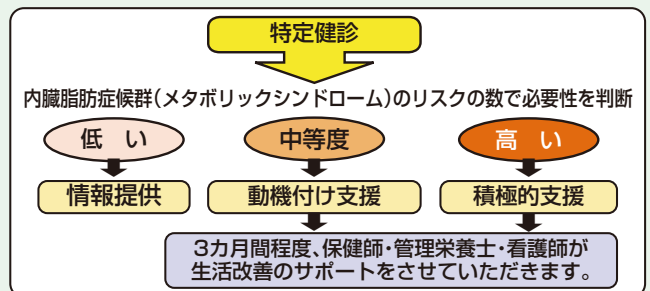 特定健診
内臓脂肪症候群(メタボリックシンドローム)のリスクの数で必要性を判断
低 い
中等度
高 い
情報提供
動機付け支援
積極的支援
3カ月間程度、保健師・管理栄養士・看護師が
生活改善のサポートをさせていただきます。